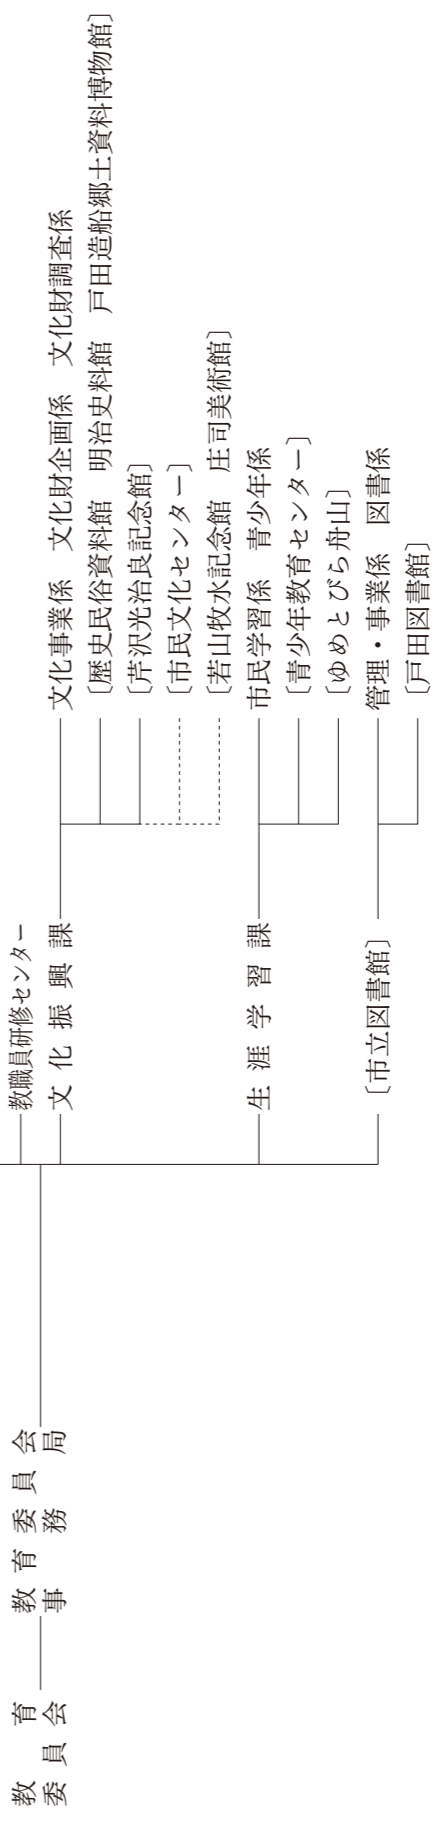 教育
委員会
教育委員会
事務局
教職員研修センター
文化振興課
文化事業係　文化財企画係　文化財調査係
〔歴史民俗資料館　明治史料館　戸田造船郷土資料博物館〕
〔芹沢光治良記念館〕
〔市民文化センター〕
〔若山牧水記念館　庄司美術館〕
生涯学習課
市民学習係　青少年係
〔青少年教育センター〕
〔ゆめとびら舟山〕
〔市立図書館〕
管理・事業係　図書係
〔戸田図書館〕